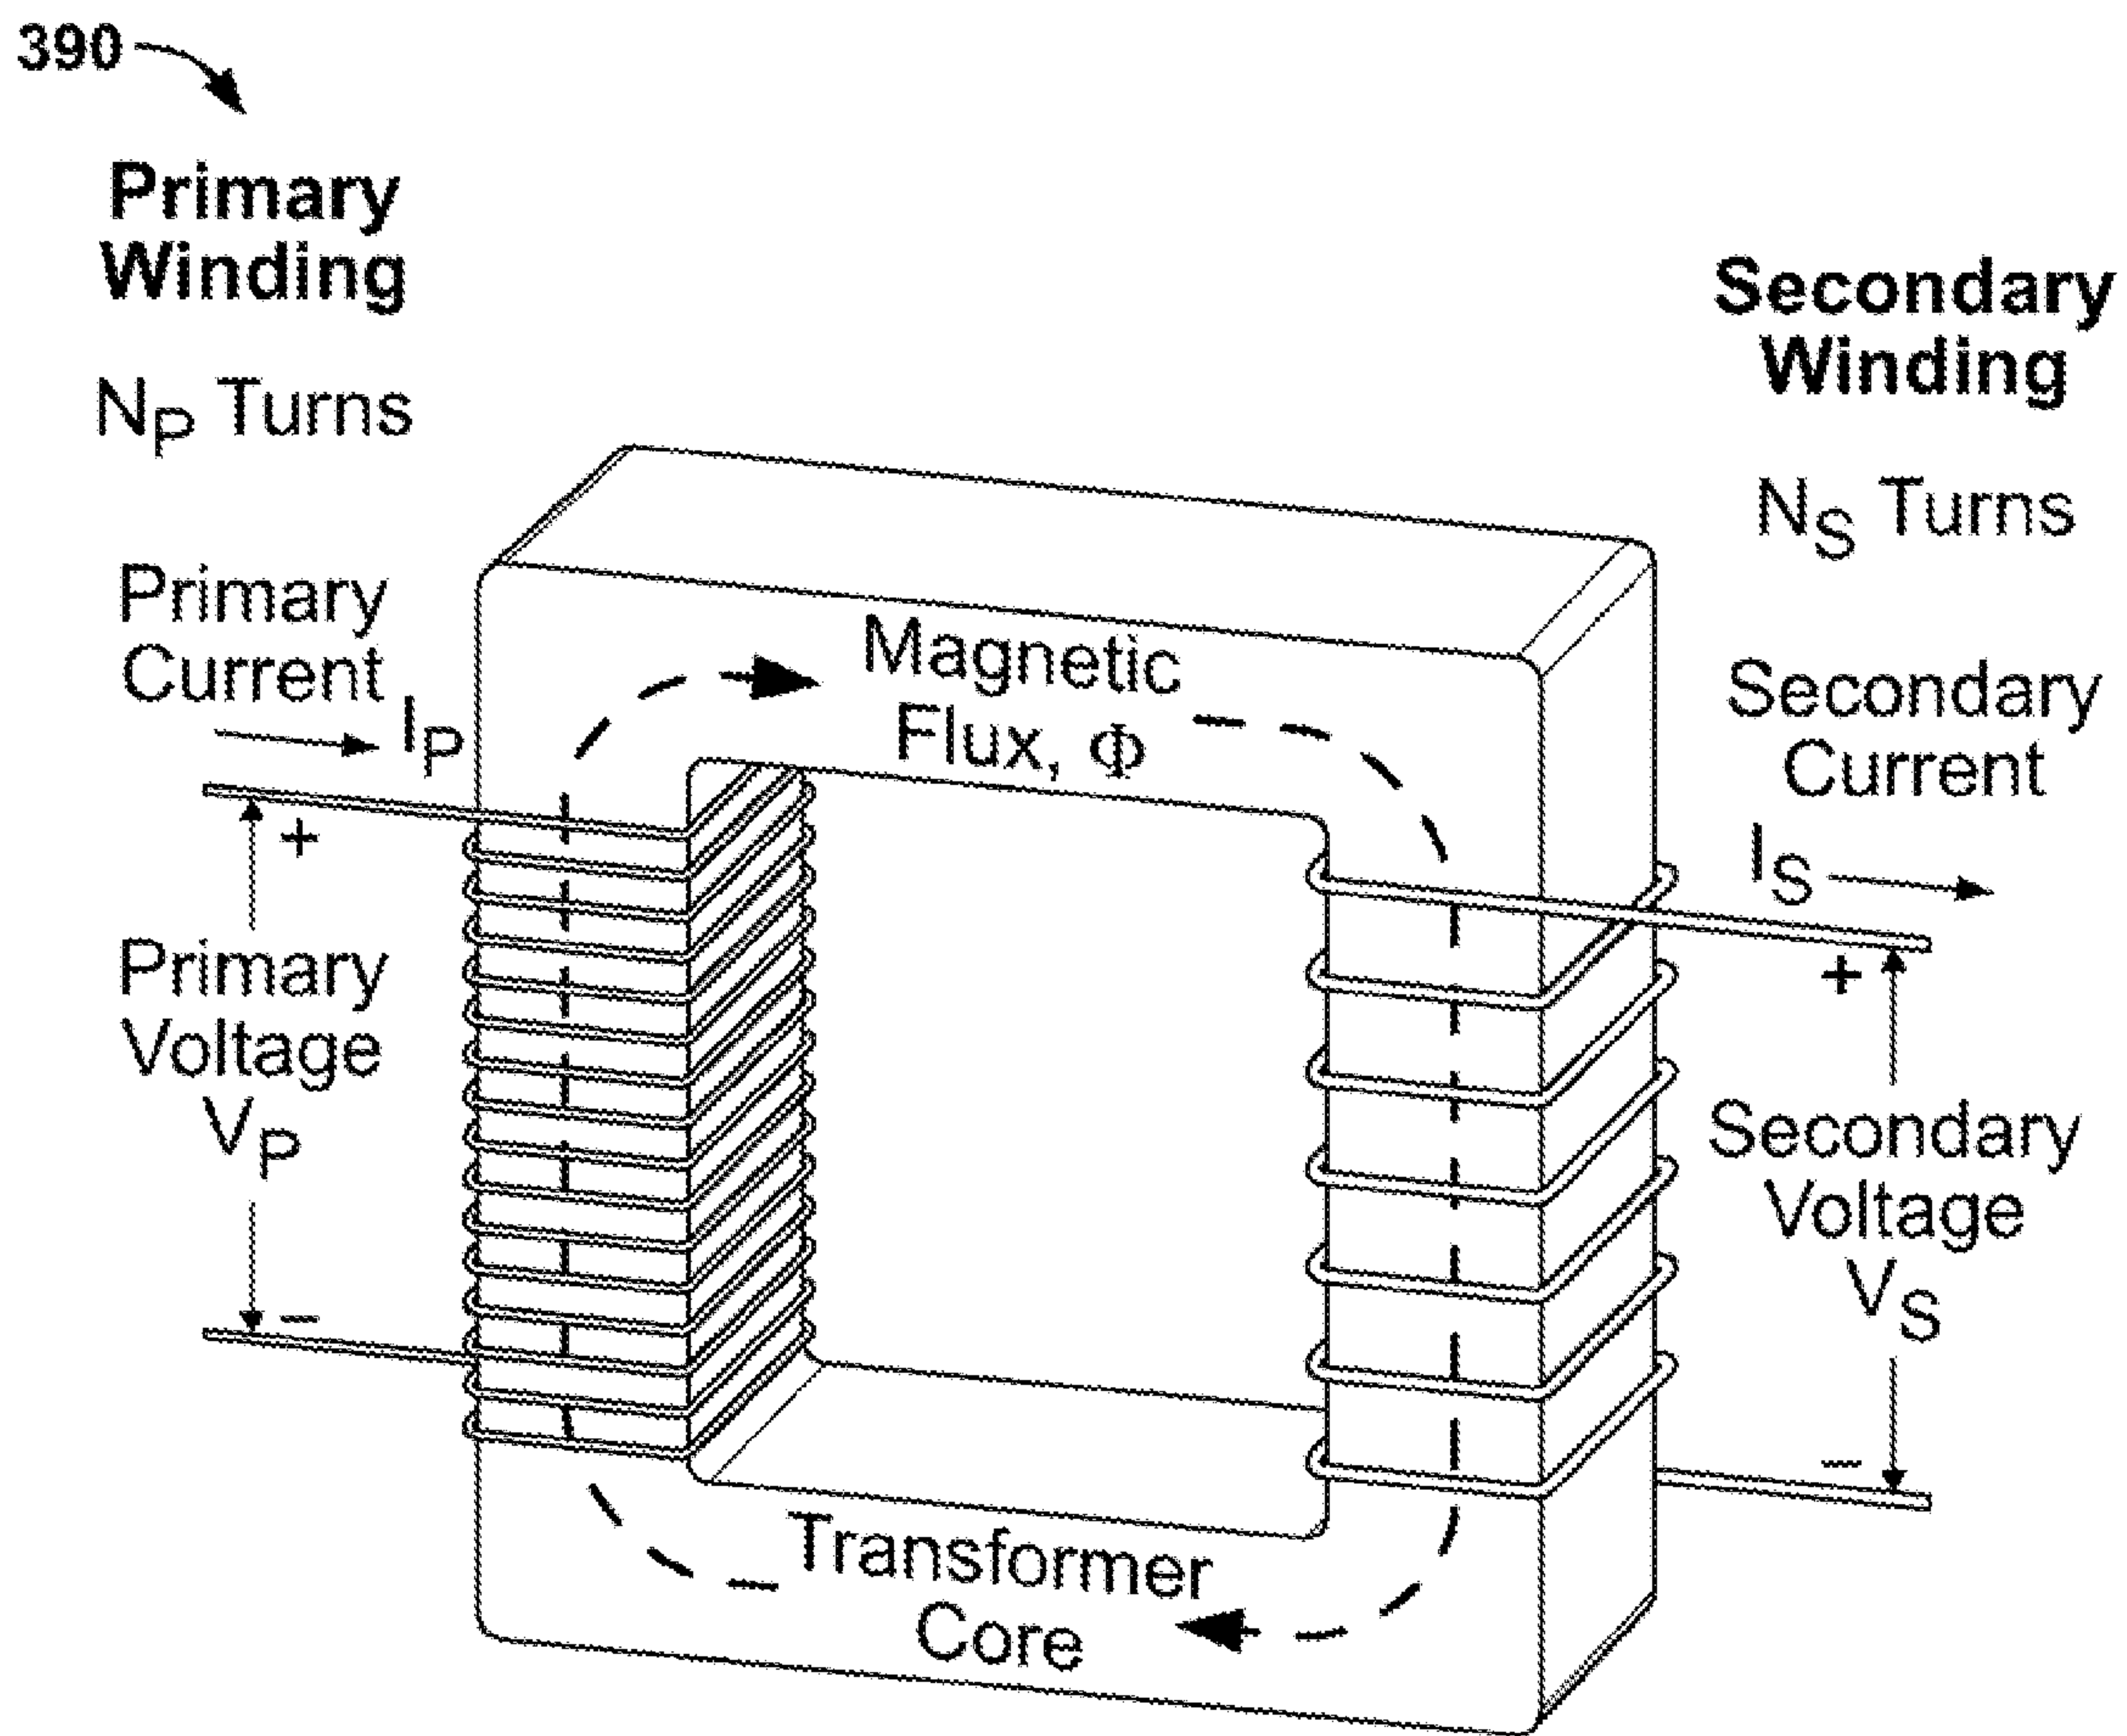 390
Primary
Winding
NP Turns
Primary
Current
IP
+
Primary
Voltage
VP
–
Magnetic
Flux, Φ
Transformer
Core
Secondary
Winding
NS Turns
Secondary
Current
IS
+
Secondary
Voltage
VS
–